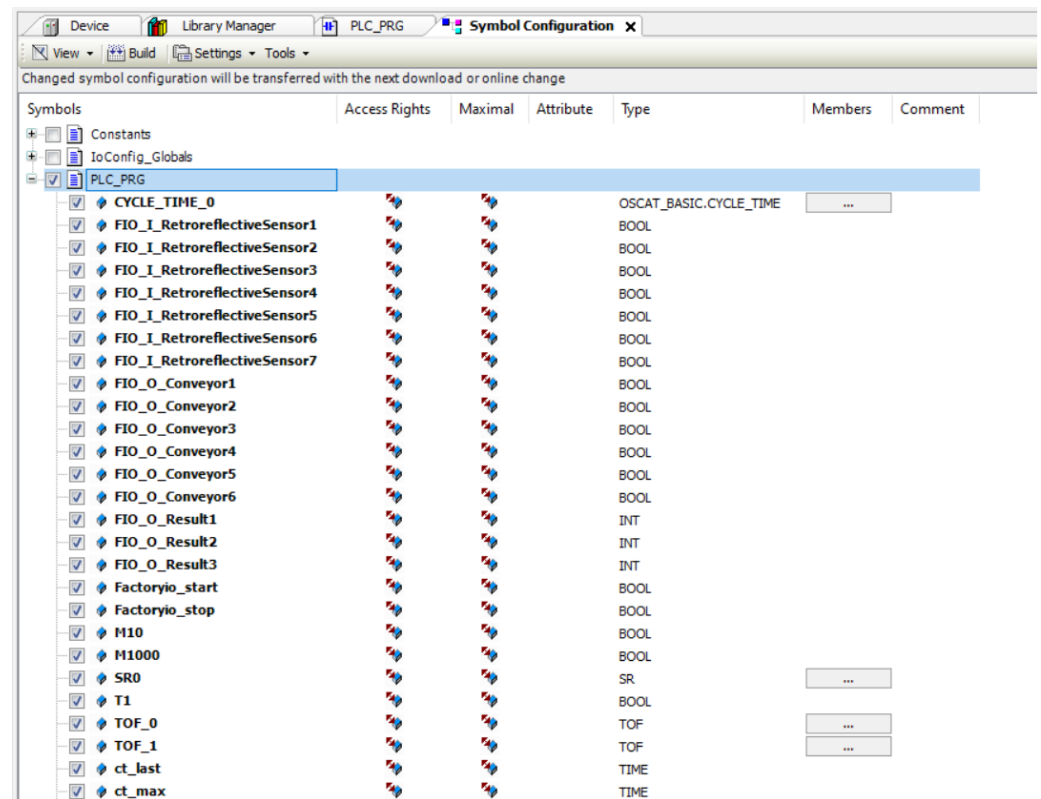 Device Library Manager PLC_PRG Symbol Configuration X
View Build Settings Tools
Changed symbol configuration will be transferred with the next download or online change
Symbols Access Rights Maximal Attribute Type Members Comment
Constants
IoConfig_Globals
PLC_PRG
CYCLE_TIME_0 OSCAT_BASIC.CYCLE_TIME ...
FIO_I_RetroreflectiveSensor1 BOOL
FIO_I_RetroreflectiveSensor2 BOOL
FIO_I_RetroreflectiveSensor3 BOOL
FIO_I_RetroreflectiveSensor4 BOOL
FIO_I_RetroreflectiveSensor5 BOOL
FIO_I_RetroreflectiveSensor6 BOOL
FIO_I_RetroreflectiveSensor7 BOOL
FIO_O_Conveyor1 BOOL
FIO_O_Conveyor2 BOOL
FIO_O_Conveyor3 BOOL
FIO_O_Conveyor4 BOOL
FIO_O_Conveyor5 BOOL
FIO_O_Conveyor6 BOOL
FIO_O_Result1 INT
FIO_O_Result2 INT
FIO_O_Result3 INT
Factoryio_start BOOL
Factoryio_stop BOOL
M10 BOOL
M1000 BOOL
SR0 SR ...
T1 BOOL
TOF_0 TOF ...
TOF_1 TOF ...
ct_last TIME
ct_max TIME